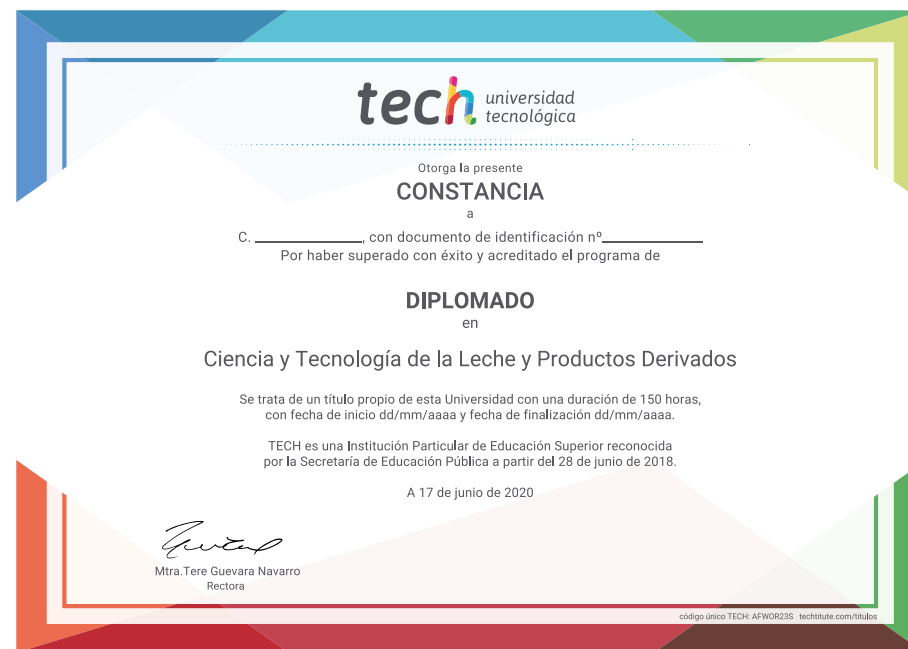 tech universidad
tecnológica
Otorga la presente
CONSTANCIA
a
C. ____________, con documento de identificación nº____________
Por haber superado con éxito y acreditado el programa de
DIPLOMADO
en
Ciencia y Tecnología de la Leche y Productos Derivados
Se trata de un título propio de esta Universidad con una duración de 150 horas,
con fecha de inicio dd/mm/aaaa y fecha de finalización dd/mm/aaaa.
TECH es una Institución Particular de Educación Superior reconocida
por la Secretaría de Educación Pública a partir del 28 de junio de 2018.
A 17 de junio de 2020
Mtra.Tere Guevara Navarro
Rectora
código único TECH: AFWOR23S techtitute.com/titulos